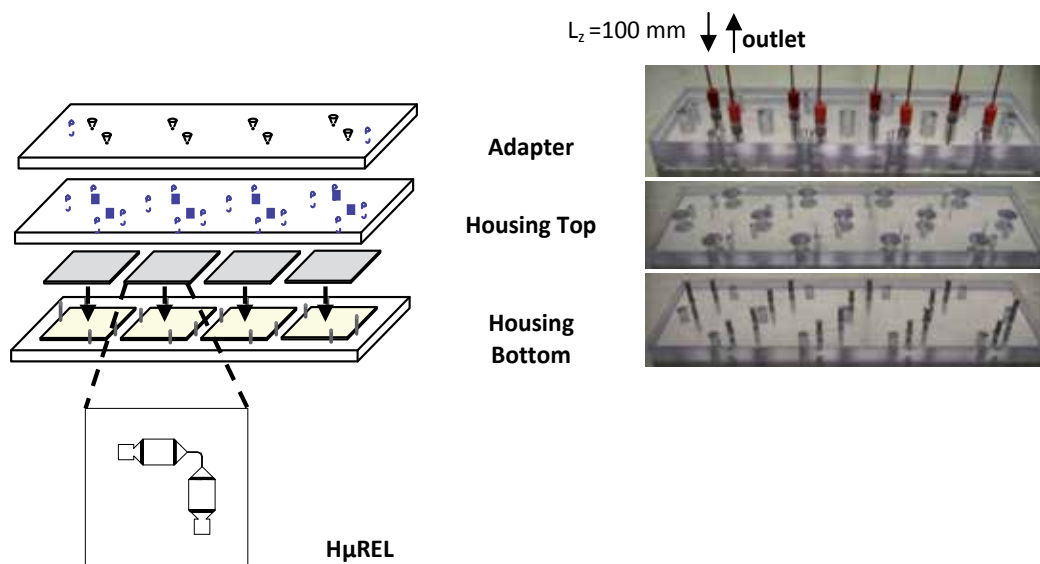 L_z =100 mm
outlet
Adapter
Housing Top
Housing
Bottom
HµREL